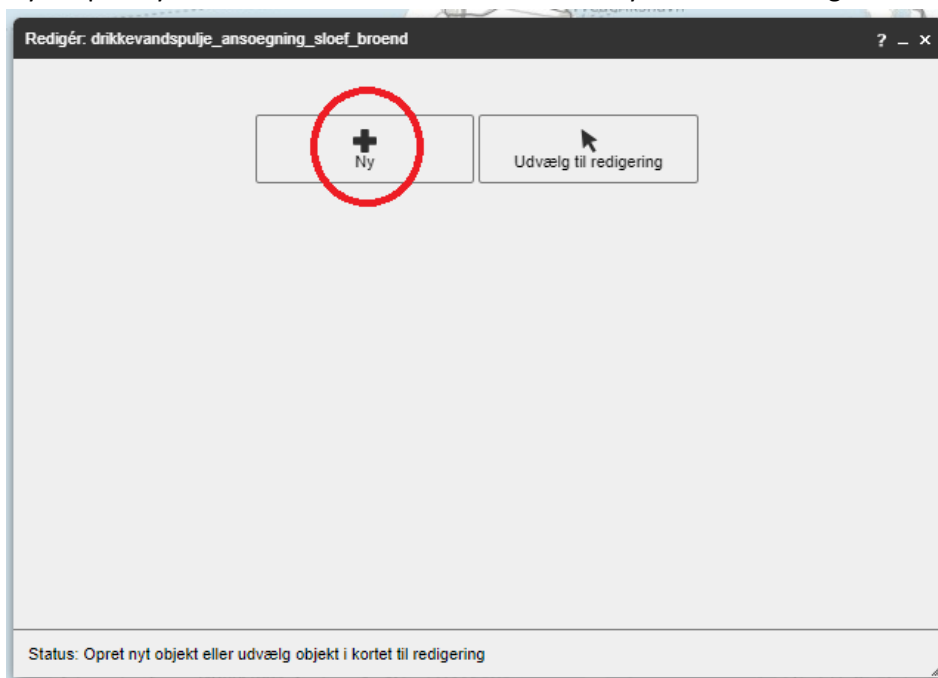 Redigér: drikkevandspulje_ansoegning_sloef_broend
? _ x
Ny
Udvælg til redigering
Status: Opret nyt objekt eller udvælg objekt i kortet til redigering